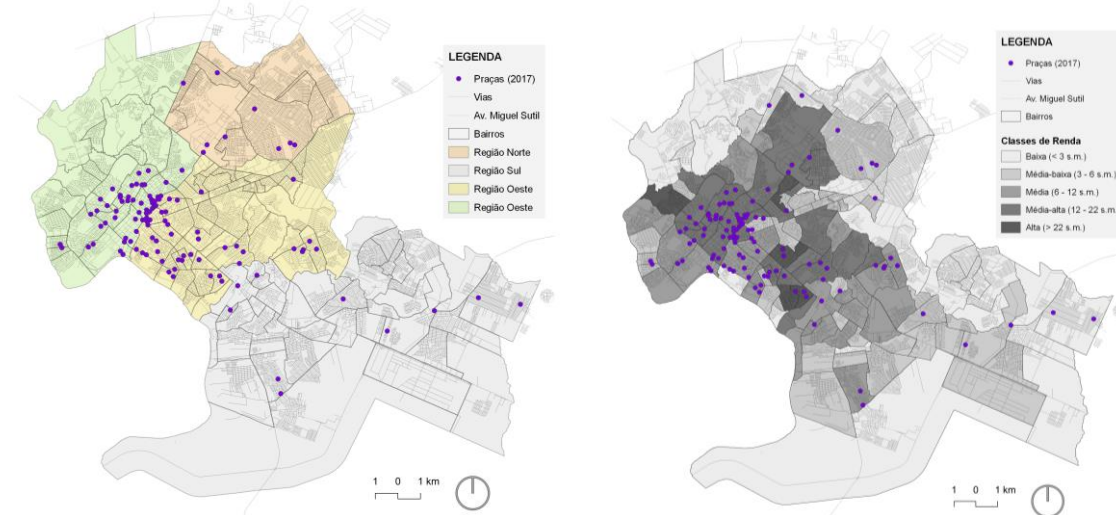 LEGENDA
Praças (2017)
Vias
Av. Miguel Sutil
Bairros
Região Norte
Região Sul
Região Oeste
Região Oeste
1 0 1 km
LEGENDA
Praças (2017)
Vias
Av. Miguel Sutil
Bairros
Classes de Renda
Baixa (< 3 s.m.)
Média-baixa (3 - 6 s.m.)
Média (6 - 12 s.m.)
Média-alta (12 - 22 s.m.)
Alta (> 22 s.m.)
1 0 1 km